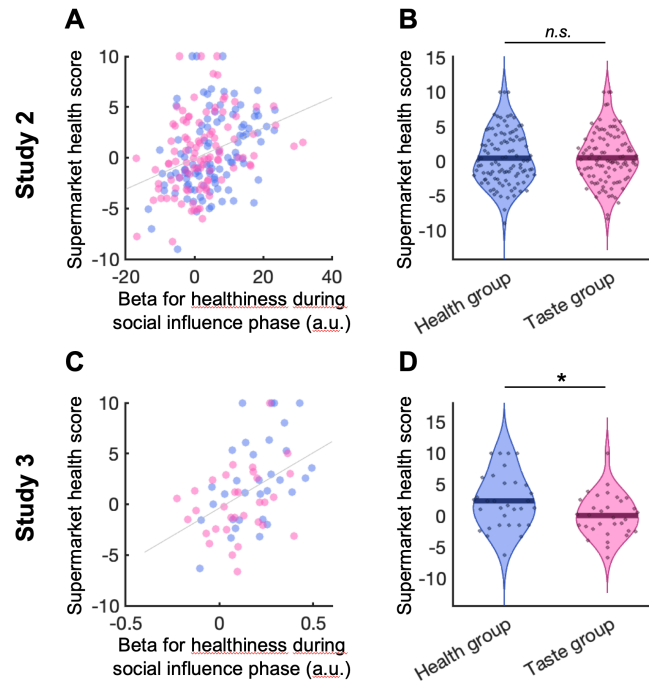 A
B
Study 2
Supermarket health score
10
5
0
-5
-10
-20
0
20
40
Beta for healthiness during
social influence phase (a.u.)
n.s.
Supermarket health score
15
10
5
0
-5
-10
Health group
Taste group
C
D
Study 3
Supermarket health score
10
5
0
-5
-10
-0.5
0
0.5
Beta for healthiness during
social influence phase (a.u.)
*
Supermarket health score
15
10
5
0
-5
-10
Health group
Taste group